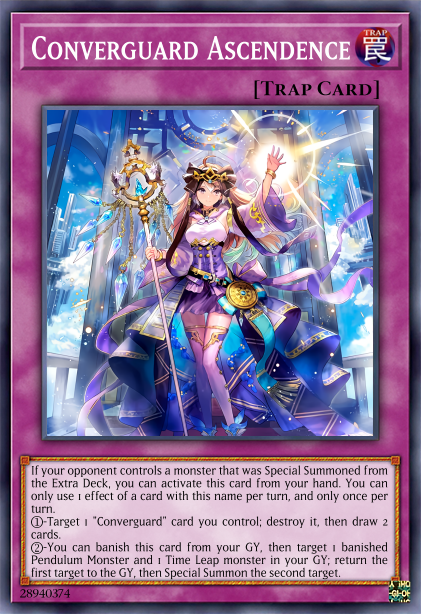 Converguard Ascendence
TRAP
罠
[Trap Card]
If your opponent controls a monster that was Special Summoned from
the Extra Deck, you can activate this card from your hand. You can
only use 1 effect of a card with this name per turn, and only once per
turn.
①-Target 1 "Converguard" card you control; destroy it, then draw 2
cards.
②-You can banish this card from your GY, then target 1 banished
Pendulum Monster and 1 Time Leap monster in your GY; return the
first target to the GY, then Special Summon the second target.
28940374